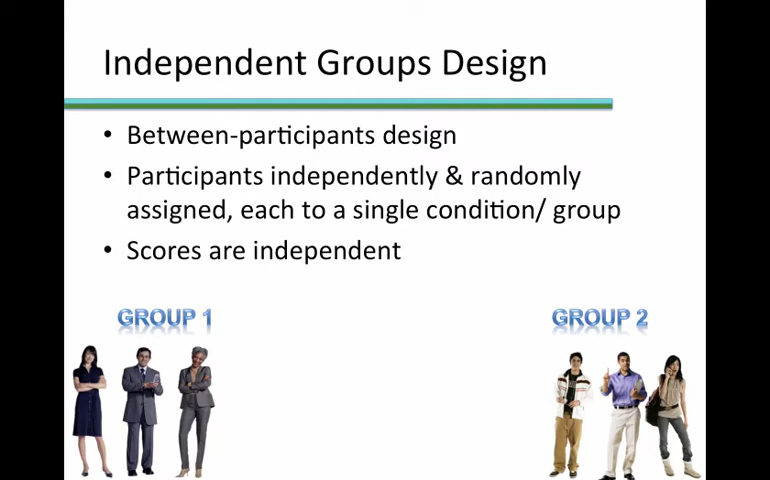 Independent Groups Design
• Between-participants design
• Participants independently & randomly
assigned, each to a single condition/ group
• Scores are independent
GROUP 1
GROUP 2